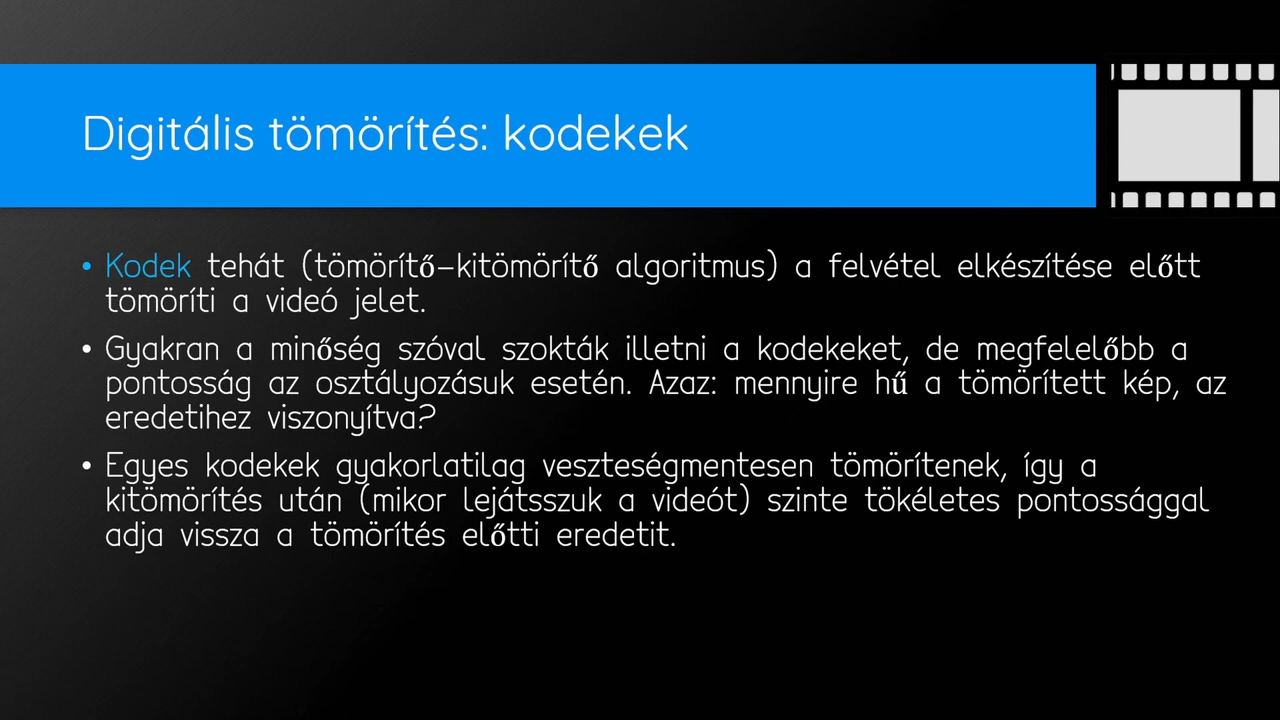 Digitális tömörítés: kodekek
• Kodek tehát (tömörítő-kitömörítő algoritmus) a felvétel elkészítése előtt
tömöríti a videó jelet.
• Gyakran a minőség szóval szokták illetni a kodekeket, de megfelelőbb a
pontosság az osztályozásuk esetén. Azaz: mennyire hű a tömörített kép, az
eredetihez viszonyítva?
• Egyes kodekek gyakorlatilag veszteségmentesen tömörítenek, így a
kitömörítés után (mikor lejátsszuk a videót) szinte tökéletes pontossággal
adja vissza a tömörítés előtti eredetit.